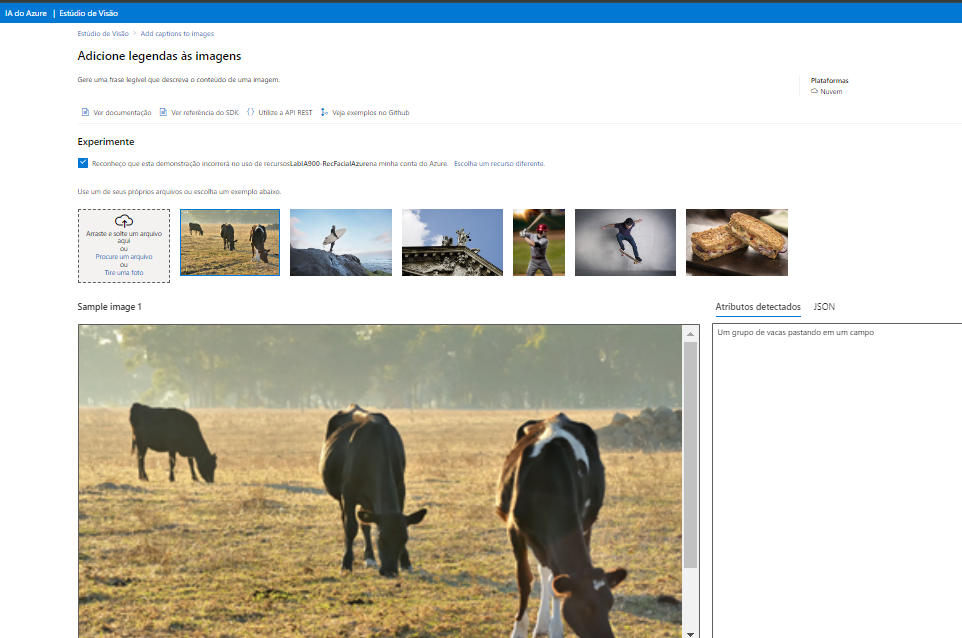 IA do Azure | Estúdio de Visão
Estúdio de Visão > Add captions to images
Adicione legendas às imagens
Gere uma frase legível que descreva o conteúdo de uma imagem.
Plataformas
Nuvem
Ver documentação Ver referência do SDK Utilize a API REST Veja exemplos no Github
Experimente
Reconheço que esta demonstração incorrerá no uso de recursosLabIA900-RecFacialAzurena minha conta do Azure. Escolha um recurso diferente.
Use um de seus próprios arquivos ou escolha um exemplo abaixo.
Arraste e solte um arquivo
aqui
ou
Procure um arquivo
ou
Tire uma foto
Sample image 1
Atributos detectados JSON
Um grupo de vacas pastando em um campo